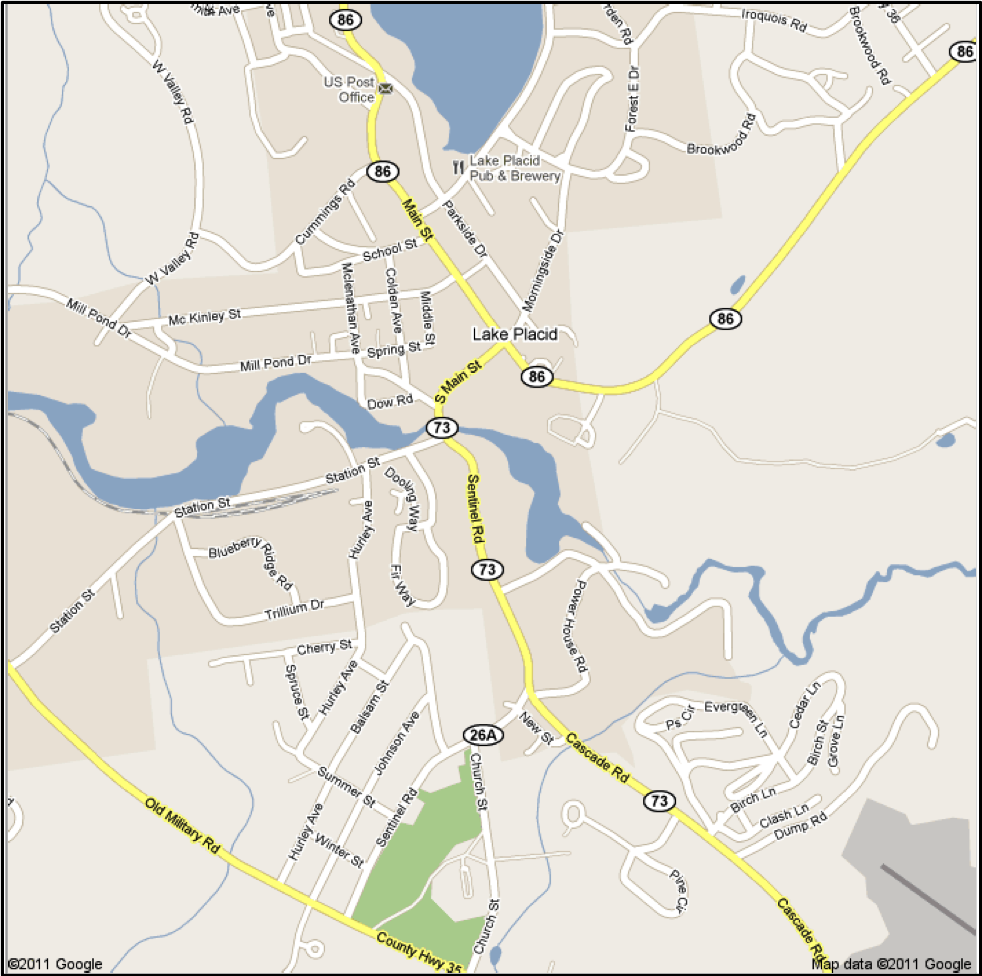 Ave
86
Iroquois Rd
Brookwood Rd
36
86
W Valley Rd
US Post
Office
Forest E Dr
Brookwood Rd
Lake Placid
Pub & Brewery
86
Cummings Rd
Main St
Parkside Dr
School St
W Valley Rd
Morningside Dr
Mclenathan Ave
Colden Ave
Middle St
Mill Pond Dr
Mc Kinley St
86
Lake Placid
Spring St
Mill Pond Dr
S Main St
86
Dow Rd
73
Station St
Dooling Way
Sentinel Rd
Station St
Hurley Ave
Blueberry Ridge Rd
73
Fir Way
Power House Rd
Station St
Trillium Dr
Cherry St
Spruce St
Hurley Ave
Balsam St
Cedar Ln
Ps Cir
Evergreen Ln
Birch St
Grove Ln
New St
26A
Johnson Ave
Cascade Rd
Church St
Summer St
73
Birch Ln
Clash Ln
Dump Rd
Old Military Rd
Sentinel Rd
Hurley Ave
Winter St
Pine Cir
Church St
Cascade Rd
County Hwy 35
©2011 Google
Map data ©2011 Google